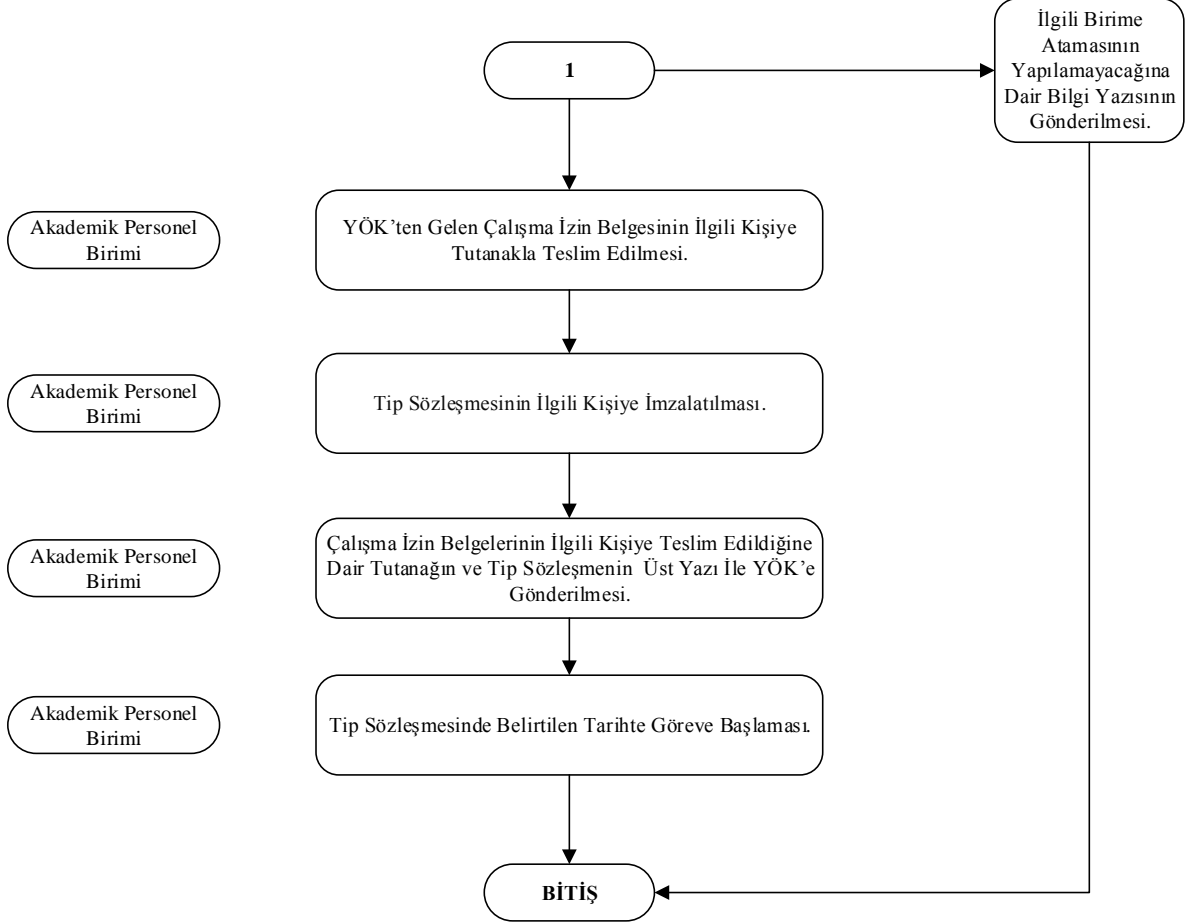 1
İlgili Birime
Atamasının
Yapılamayacağına
Dair Bilgi Yazısının
Gönderilmesi.
Akademik Personel
Birimi
YÖK’ten Gelen Çalışma İzin Belgesinin İlgili Kişiye
Tutanakla Teslim Edilmesi.
Akademik Personel
Birimi
Tip Sözleşmesinin İlgili Kişiye İmzalatılması.
Akademik Personel
Birimi
Çalışma İzin Belgelerinin İlgili Kişiye Teslim Edildiğine
Dair Tutanağın ve Tip Sözleşmenin Üst Yazı İle YÖK’e
Gönderilmesi.
Akademik Personel
Birimi
Tip Sözleşmesinde Belirtilen Tarihte Göreve Başlaması.
BİTİŞ